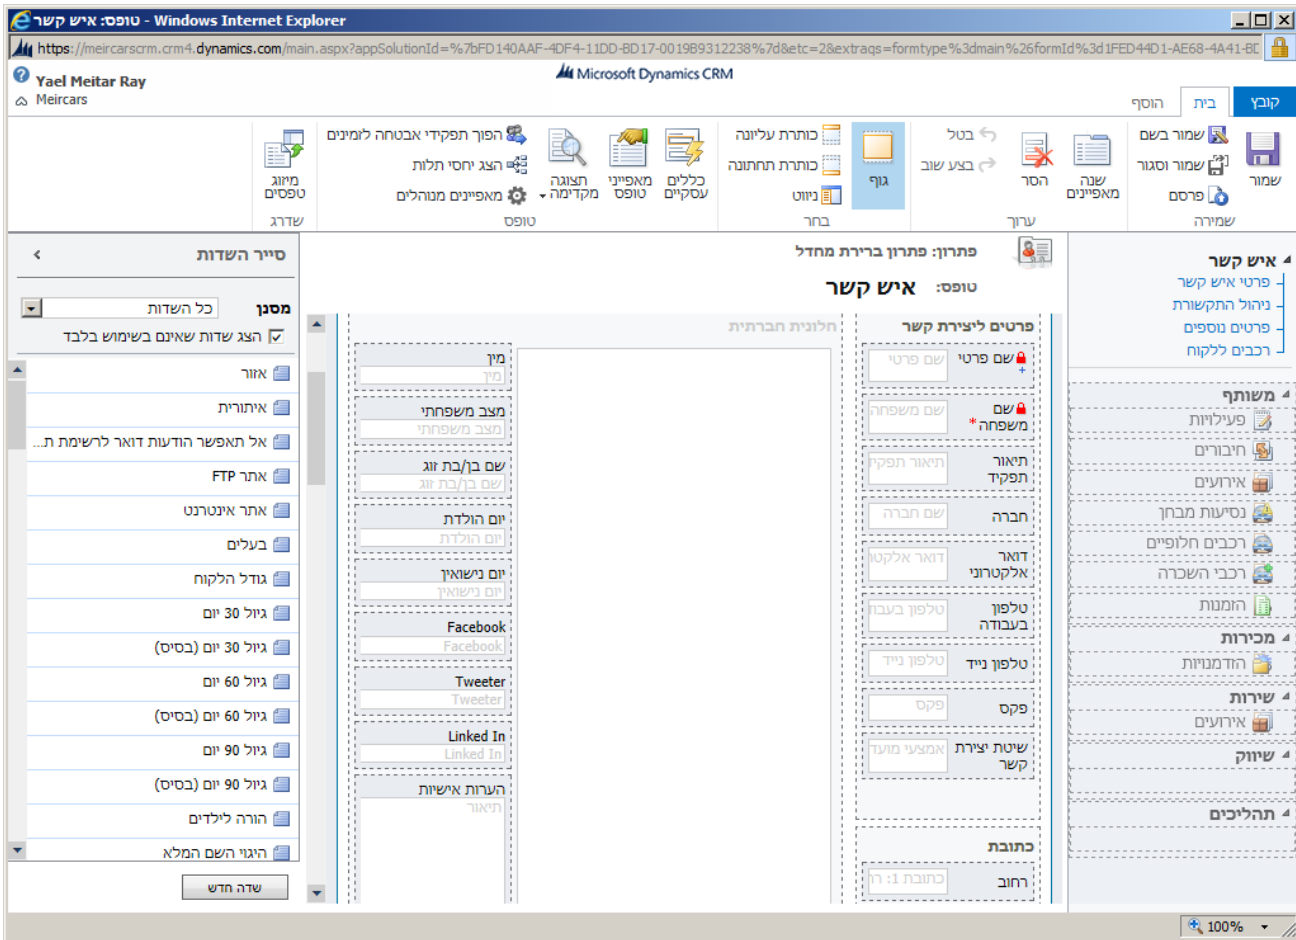 טופס: איש קשר - Windows Internet Explorer
https://meircarscrm.crm4.dynamics.com/main.aspx?appSolutionId=%7bFD140AAF-4DF4-11DD-BD17-0019B9312238%7d&etc=2&extraqs=formtype%3dmain%26formId%3d1FED44D1-AE68-4A41-BD
Yael Meitar Ray
Meircars
Microsoft Dynamics CRM
קובץ
בית
הוסף
שמור
שמור בשם
שמור וסגור
פרסם
שמירה
שנה מאפיינים
הסר
בטל
בצע שוב
ערוך
גוף
כותרת עליונה
כותרת תחתונה
ניווט
בחר
כללים עסקיים
מאפייני טופס
תצוגה מקדימה
הפוך תפקידי אבטחה לזמינים
הצג יחסי תלות
מאפיינים מנוהלים
טופס
מיזוג טפסים
שדרג
איש קשר
פרטי איש קשר
ניהול התקשורת
פרטים נוספים
רכבים ללקוח
משותף
פעילויות
חיבורים
אירועים
נסיעות מבחן
רכבים חלופיים
רכבי השכרה
הזמנות
מכירות
הזדמנויות
שירות
אירועים
שיווק
תהליכים
פתרון: פתרון ברירת מחדל
טופס: איש קשר
פרטים ליצירת קשר
שם פרטי
+
שם פרטי
שם משפחה*
שם משפחה
תיאור תפקיד
תיאור תפקיד
חברה
שם חברה
דואר אלקטרוני
דואר אלקטר
טלפון בעבודה
טלפון בעבוד
טלפון נייד
טלפון נייד
פקס
פקס
שיטת יצירת קשר
אמצעי מועד
כתובת
רחוב
כתובת 1: רח
חלונית חברתית
מין
מין
מצב משפחתי
מצב משפחתי
שם בן/בת זוג
שם בן/בת זוג
יום הולדת
יום הולדת
יום נישואין
יום נישואין
Facebook
Facebook
Tweeter
Tweeter
Linked In
Linked In
הערות אישיות
תיאור
סייר השדות
מסנן
כל השדות
הצג שדות שאינם בשימוש בלבד
אזור
איתורית
אל תאפשר הודעות דואר לרשימת ת...
אתר FTP
אתר אינטרנט
בעלים
גודל הלקוח
גיול 30 יום
גיול 30 יום (בסיס)
גיול 60 יום
גיול 60 יום (בסיס)
גיול 90 יום
גיול 90 יום (בסיס)
הורה לילדים
היגוי השם המלא
שדה חדש
100%